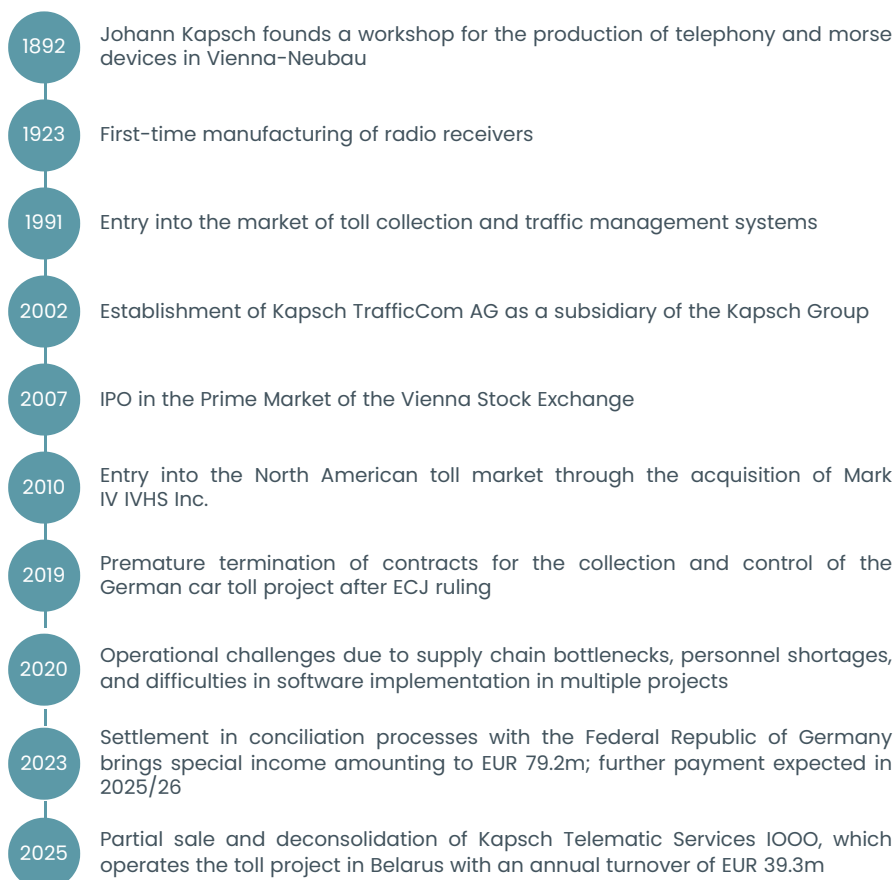 1892
Johann Kapsch founds a workshop for the production of telephony and morse
devices in Vienna-Neubau
1923
First-time manufacturing of radio receivers
1991
Entry into the market of toll collection and traffic management systems
2002
Establishment of Kapsch TrafficCom AG as a subsidiary of the Kapsch Group
2007
IPO in the Prime Market of the Vienna Stock Exchange
2010
Entry into the North American toll market through the acquisition of Mark
IV IVHS Inc.
2019
Premature termination of contracts for the collection and control of the
German car toll project after ECJ ruling
2020
Operational challenges due to supply chain bottlenecks, personnel shortages,
and difficulties in software implementation in multiple projects
2023
Settlement in conciliation processes with the Federal Republic of Germany
brings special income amounting to EUR 79.2m; further payment expected in
2025/26
2025
Partial sale and deconsolidation of Kapsch Telematic Services IOOO, which
operates the toll project in Belarus with an annual turnover of EUR 39.3m